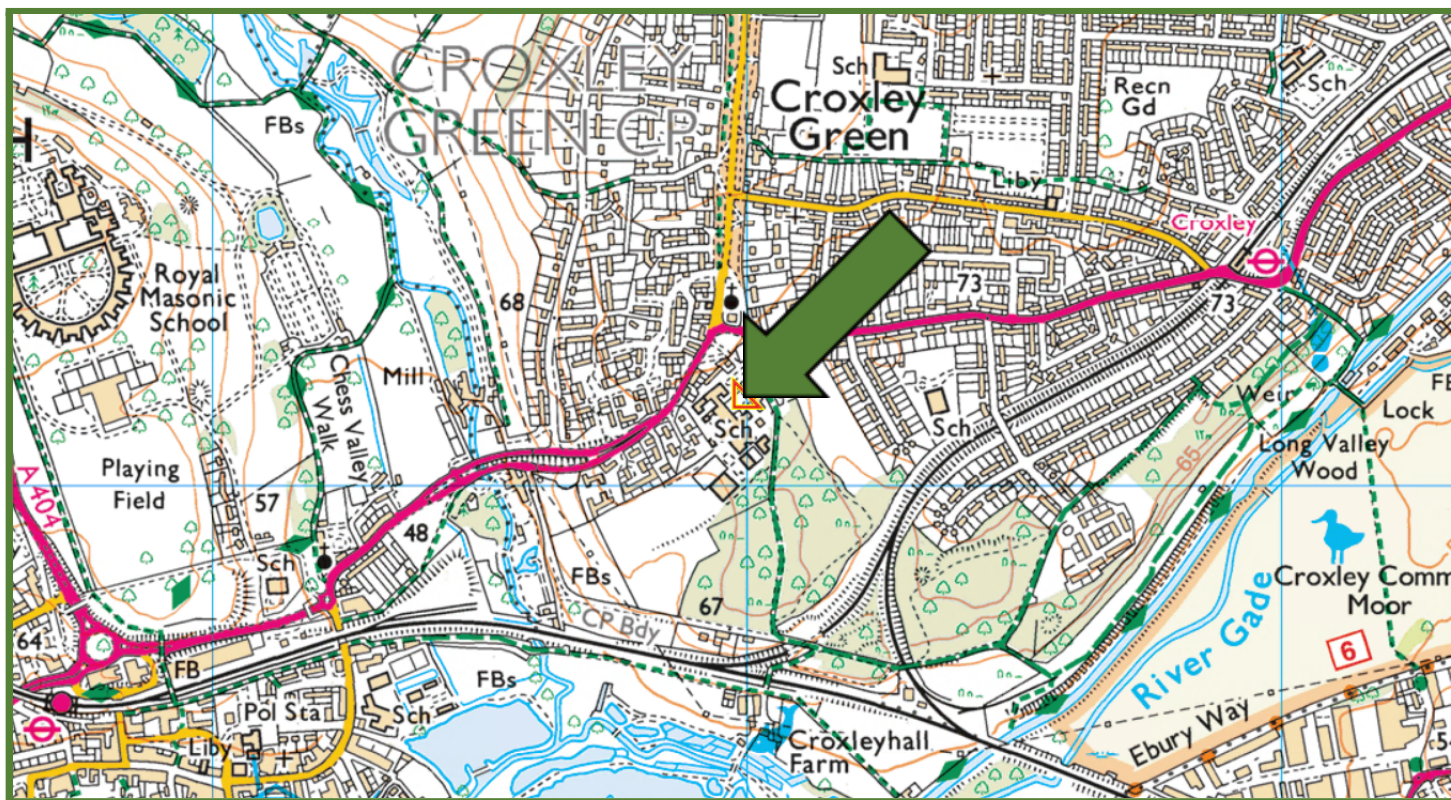 CROXLEY
GREEN CP
Sch
Croxley
Green
Recn
Gd
Sch
FBs
H
Liby
Croxley
Royal
Masonic
School
68
73
73
Mill
Chess Valley
Walk
Sch
Sch
Weir
Lock
FB
Long Valley
Wood
65
A 404
Playing
Field
57
48
Sch
FBs
67
CP Bdy
River Gade
Croxley Comm
Moor
6
64
FB
FBs
Pol Sta
Sch
Liby
Croxleyhall
Farm
Ebury Way
54